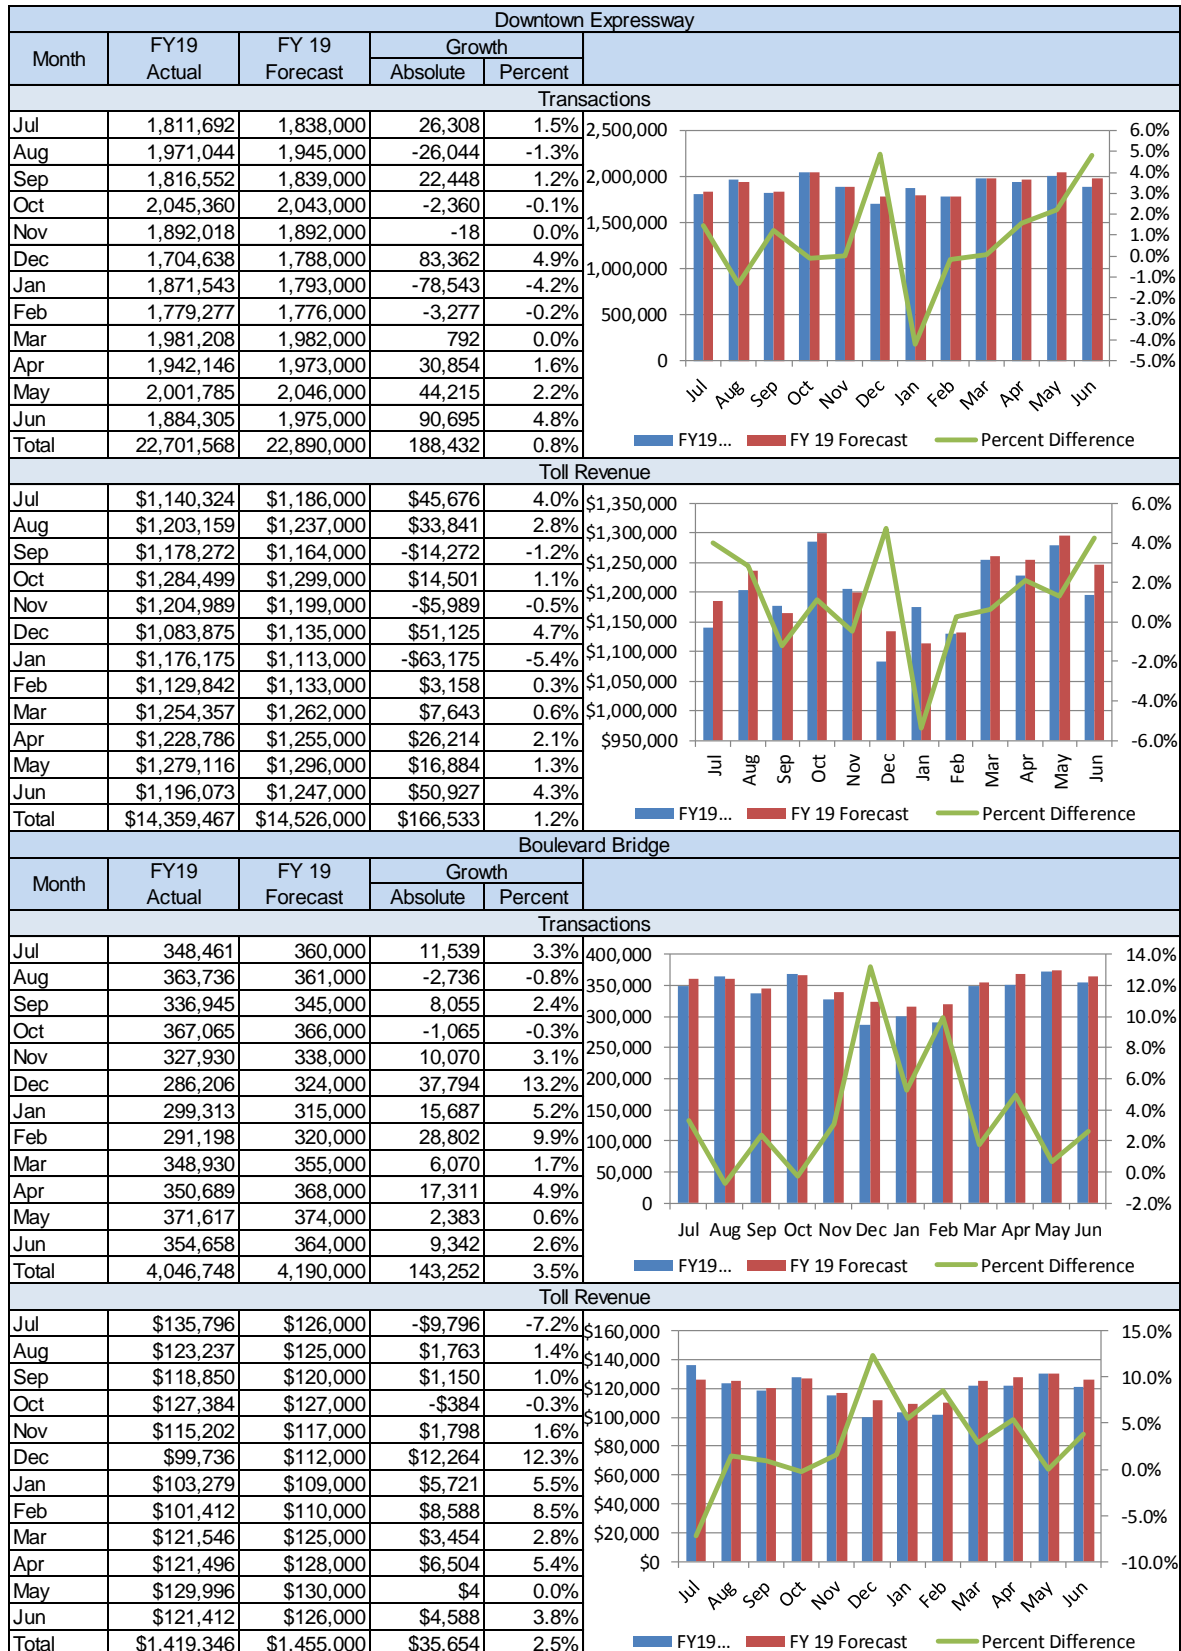 Downtown Expressway
Month FY19 Actual FY 19 Forecast Growth Absolute Percent
Transactions
Jul 1,811,692 1,838,000 26,308 1.5%
Aug 1,971,044 1,945,000 -26,044 -1.3%
Sep 1,816,552 1,839,000 22,448 1.2%
Oct 2,045,360 2,043,000 -2,360 -0.1%
Nov 1,892,018 1,892,000 -18 0.0%
Dec 1,704,638 1,788,000 83,362 4.9%
Jan 1,871,543 1,793,000 -78,543 -4.2%
Feb 1,779,277 1,776,000 -3,277 -0.2%
Mar 1,981,208 1,982,000 792 0.0%
Apr 1,942,146 1,973,000 30,854 1.6%
May 2,001,785 2,046,000 44,215 2.2%
Jun 1,884,305 1,975,000 90,695 4.8%
Total 22,701,568 22,890,000 188,432 0.8%
2,500,000
2,000,000
1,500,000
1,000,000
500,000
0
6.0%
5.0%
4.0%
3.0%
2.0%
1.0%
0.0%
-1.0%
-2.0%
-3.0%
-4.0%
-5.0%
Jul Aug Sep Oct Nov Dec Jan Feb Mar Apr May Jun
FY19... FY 19 Forecast Percent Difference
Toll Revenue
Jul $1,140,324 $1,186,000 $45,676 4.0%
Aug $1,203,159 $1,237,000 $33,841 2.8%
Sep $1,178,272 $1,164,000 -$14,272 -1.2%
Oct $1,284,499 $1,299,000 $14,501 1.1%
Nov $1,204,989 $1,199,000 -$5,989 -0.5%
Dec $1,083,875 $1,135,000 $51,125 4.7%
Jan $1,176,175 $1,113,000 -$63,175 -5.4%
Feb $1,129,842 $1,133,000 $3,158 0.3%
Mar $1,254,357 $1,262,000 $7,643 0.6%
Apr $1,228,786 $1,255,000 $26,214 2.1%
May $1,279,116 $1,296,000 $16,884 1.3%
Jun $1,196,073 $1,247,000 $50,927 4.3%
Total $14,359,467 $14,526,000 $166,533 1.2%
$1,350,000
$1,300,000
$1,250,000
$1,200,000
$1,150,000
$1,100,000
$1,050,000
$1,000,000
$950,000
6.0%
4.0%
2.0%
0.0%
-2.0%
-4.0%
-6.0%
Jul Aug Sep Oct Nov Dec Jan Feb Mar Apr May Jun
FY19... FY 19 Forecast Percent Difference
Boulevard Bridge
Month FY19 Actual FY 19 Forecast Growth Absolute Percent
Transactions
Jul 348,461 360,000 11,539 3.3%
Aug 363,736 361,000 -2,736 -0.8%
Sep 336,945 345,000 8,055 2.4%
Oct 367,065 366,000 -1,065 -0.3%
Nov 327,930 338,000 10,070 3.1%
Dec 286,206 324,000 37,794 13.2%
Jan 299,313 315,000 15,687 5.2%
Feb 291,198 320,000 28,802 9.9%
Mar 348,930 355,000 6,070 1.7%
Apr 350,689 368,000 17,311 4.9%
May 371,617 374,000 2,383 0.6%
Jun 354,658 364,000 9,342 2.6%
Total 4,046,748 4,190,000 143,252 3.5%
400,000
350,000
300,000
250,000
200,000
150,000
100,000
50,000
0
14.0%
12.0%
10.0%
8.0%
6.0%
4.0%
2.0%
0.0%
-2.0%
Jul Aug Sep Oct Nov Dec Jan Feb Mar Apr May Jun
FY19... FY 19 Forecast Percent Difference
Toll Revenue
Jul $135,796 $126,000 -$9,796 -7.2%
Aug $123,237 $125,000 $1,763 1.4%
Sep $118,850 $120,000 $1,150 1.0%
Oct $127,384 $127,000 -$384 -0.3%
Nov $115,202 $117,000 $1,798 1.6%
Dec $99,736 $112,000 $12,264 12.3%
Jan $103,279 $109,000 $5,721 5.5%
Feb $101,412 $110,000 $8,588 8.5%
Mar $121,546 $125,000 $3,454 2.8%
Apr $121,496 $128,000 $6,504 5.4%
May $129,996 $130,000 $4 0.0%
Jun $121,412 $126,000 $4,588 3.8%
Total $1,419,346 $1,455,000 $35,654 2.5%
$160,000
$140,000
$120,000
$100,000
$80,000
$60,000
$40,000
$20,000
$0
15.0%
10.0%
5.0%
0.0%
-5.0%
-10.0%
Jul Aug Sep Oct Nov Dec Jan Feb Mar Apr May Jun
FY19... FY 19 Forecast Percent Difference